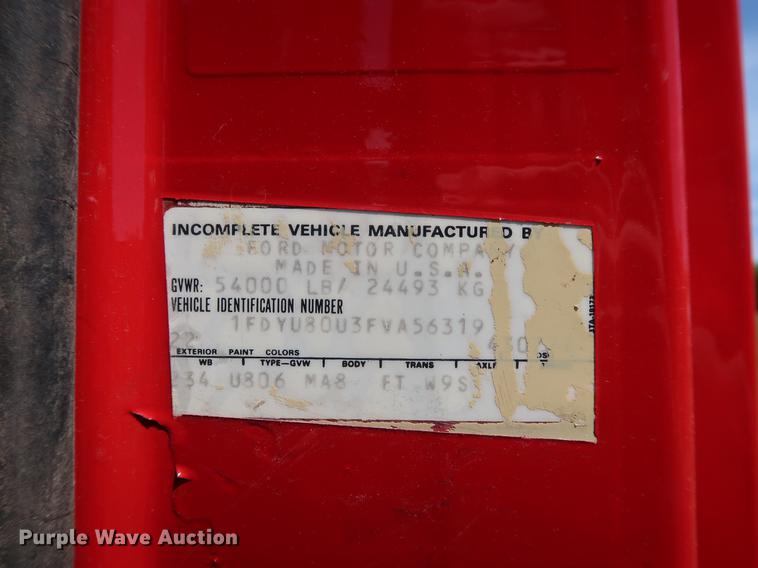 INCOMPLETE VEHICLE MANUFACTURED BY
FORD MOTOR COMPANY
MADE IN U.S.A.
GVWR: 54000 LB/ 24493 KG
VEHICLE IDENTIFICATION NUMBER
1FDYU80U3FVA56319
22
EXTERIOR PAINT COLORS
WB TYPE-GVW BODY TRANS AXLE
234 U806 MA8 FT W9S
Purple Wave Auction